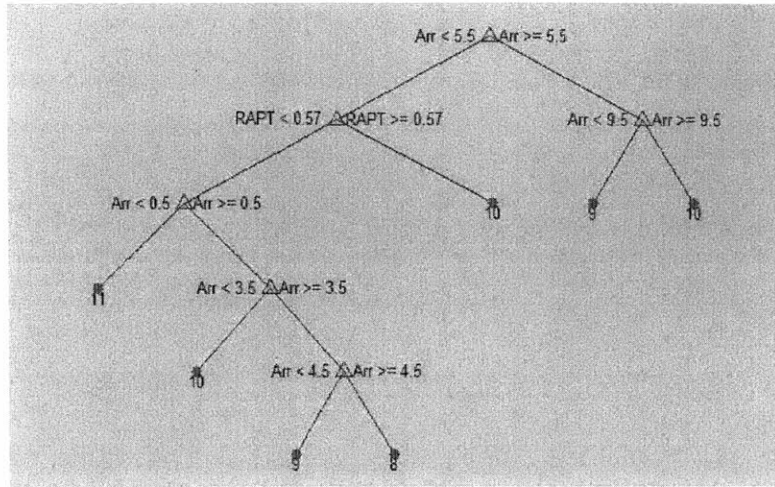 Arr < 5.5 Arr >= 5.5
RAPT < 0.57 RAPT >= 0.57 Arr < 9.5 Arr >= 9.5
Arr < 0.5 Arr >= 0.5 10 9 10
11 Arr < 3.5 Arr >= 3.5
10 Arr < 4.5 Arr >= 4.5
9 8